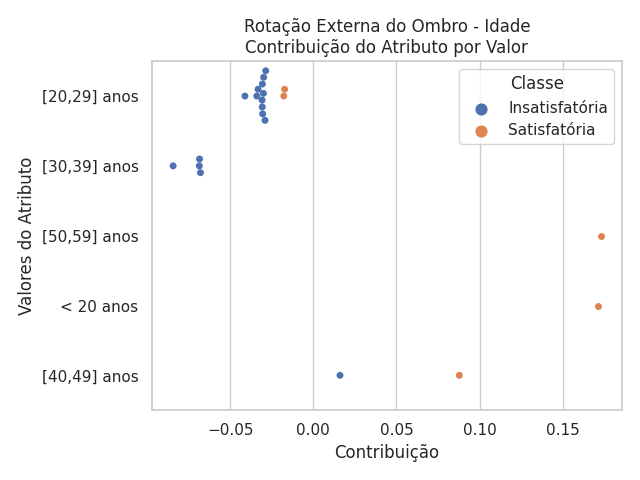 Rotação Externa do Ombro - Idade
Contribuição do Atributo por Valor
Classe
Insatisfatória
Satisfatória
Valores do Atributo
[20,29] anos
[30,39] anos
[50,59] anos
< 20 anos
[40,49] anos
−0.05 0.00 0.05 0.10 0.15
Contribuição